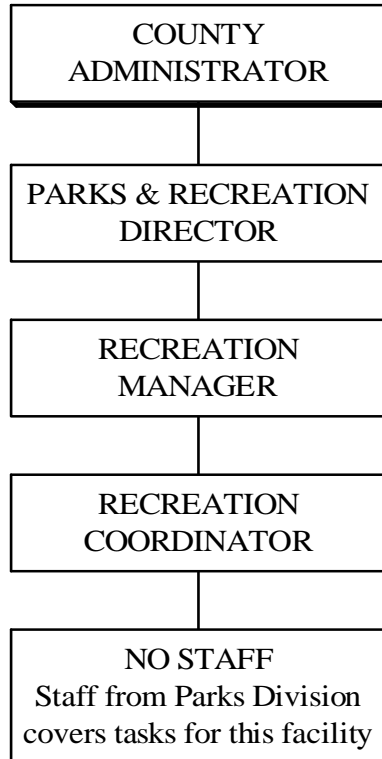 COUNTY
ADMINISTRATOR
PARKS & RECREATION
DIRECTOR
RECREATION
MANAGER
RECREATION
COORDINATOR
NO STAFF
Staff from Parks Division
covers tasks for this facility